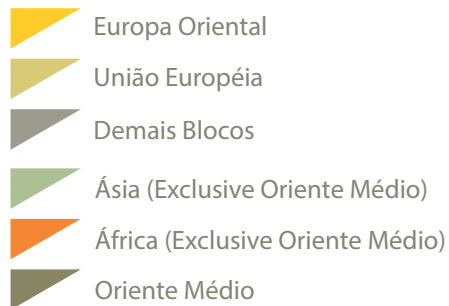 Europa Oriental
União Européia
Demais Blocos
Ásia (Exclusive Oriente Médio)
África (Exclusive Oriente Médio)
Oriente Médio